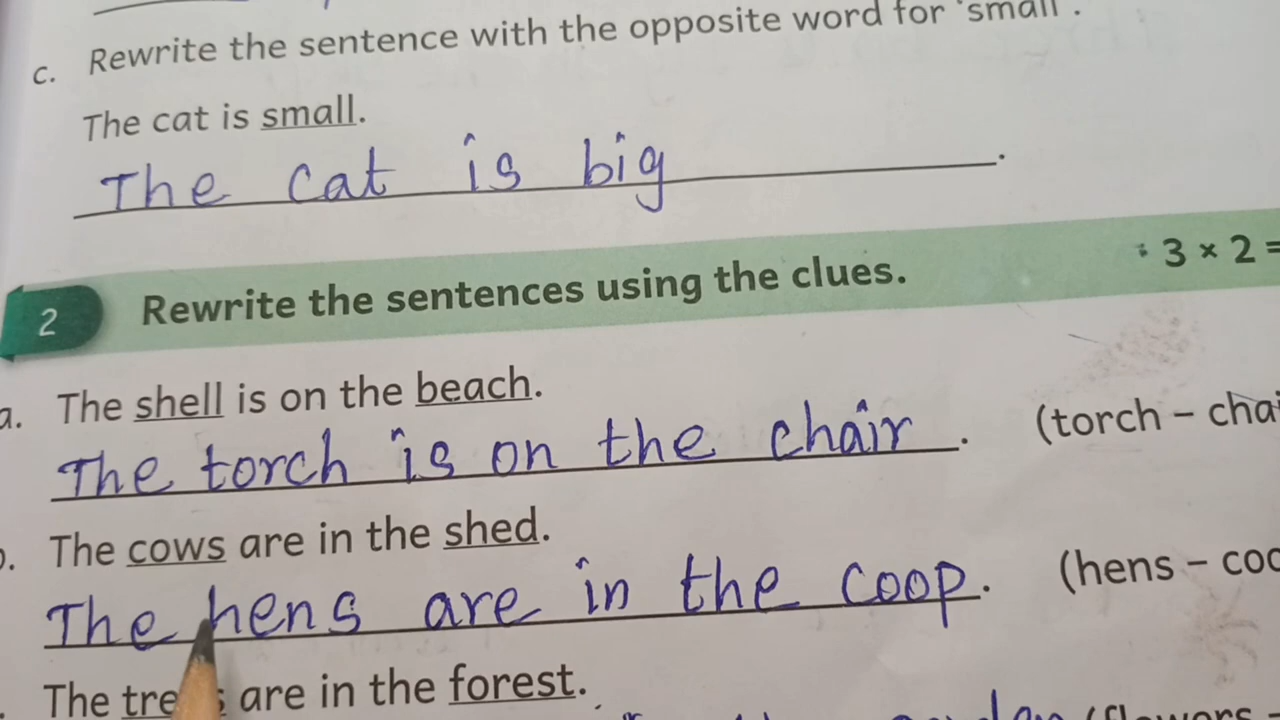 c. Rewrite the sentence with the opposite word for 'small'.
The cat is small.
The cat is big.
2 Rewrite the sentences using the clues. 3 × 2 =
a. The shell is on the beach.
The torch is on the chair. (torch –
The cows are in the shed.
The hens are in the coop. (hens –
The are in the forest.
(flowers –